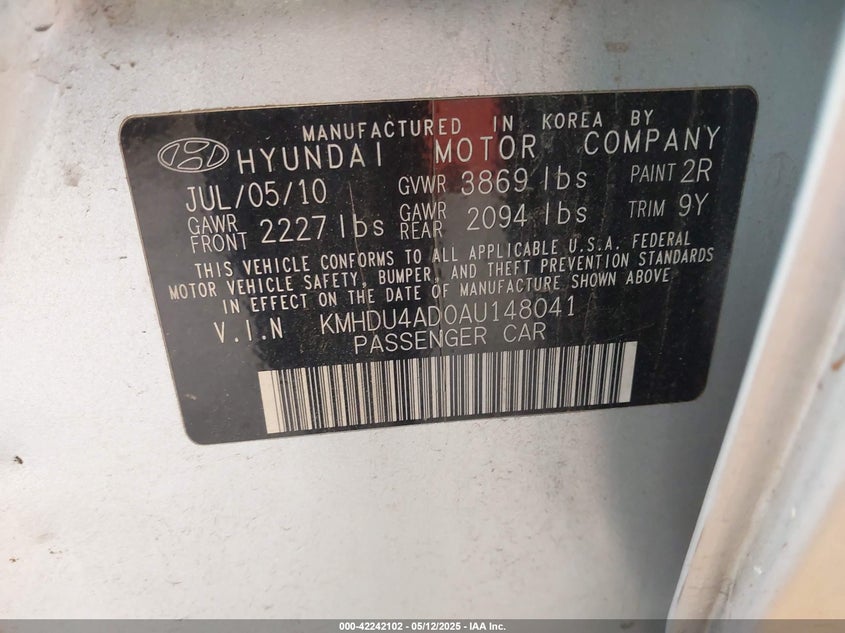 MANUFACTURED IN KOREA BY
HYUNDAI MOTOR COMPANY
JUL/05/10 GVWR 3869 lbs PAINT 2R
GAWR FRONT 2227 lbs GAWR REAR 2094 lbs TRIM 9Y
THIS VEHICLE CONFORMS TO ALL APPLICABLE U.S.A. FEDERAL
MOTOR VEHICLE SAFETY, BUMPER, AND THEFT PREVENTION STANDARDS
IN EFFECT ON THE DATE OF MANUFACTURE SHOWN ABOVE
V.I.N KMHDU4AD0AU148041
PASSENGER CAR
000-42242102 - 05/12/2025 - IAA Inc.